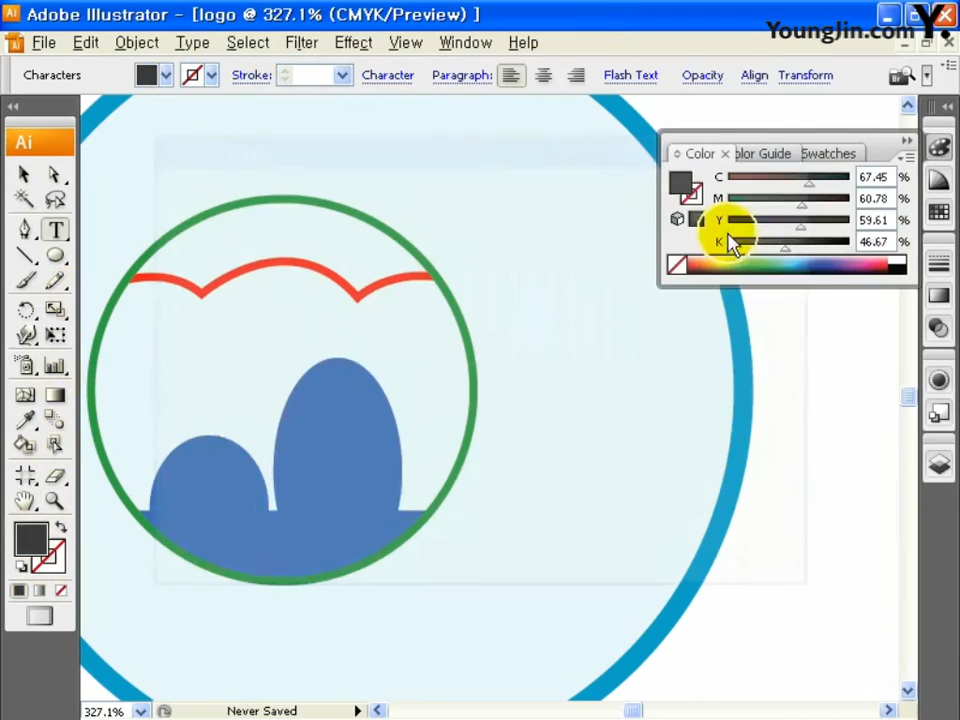 Adobe Illustrator - [logo @ 327.1% (CMYK/Preview) ]
YoungJin.com Y.
File Edit Object Type Select Filter Effect View Window Help
Characters Stroke: Character Paragraph: Flash Text Opacity Align Transform
Ai
Color olor Guide Swatches
C 67.45 %
M 60.78 %
Y 59.61 %
K 46.67 %
327.1% Never Saved